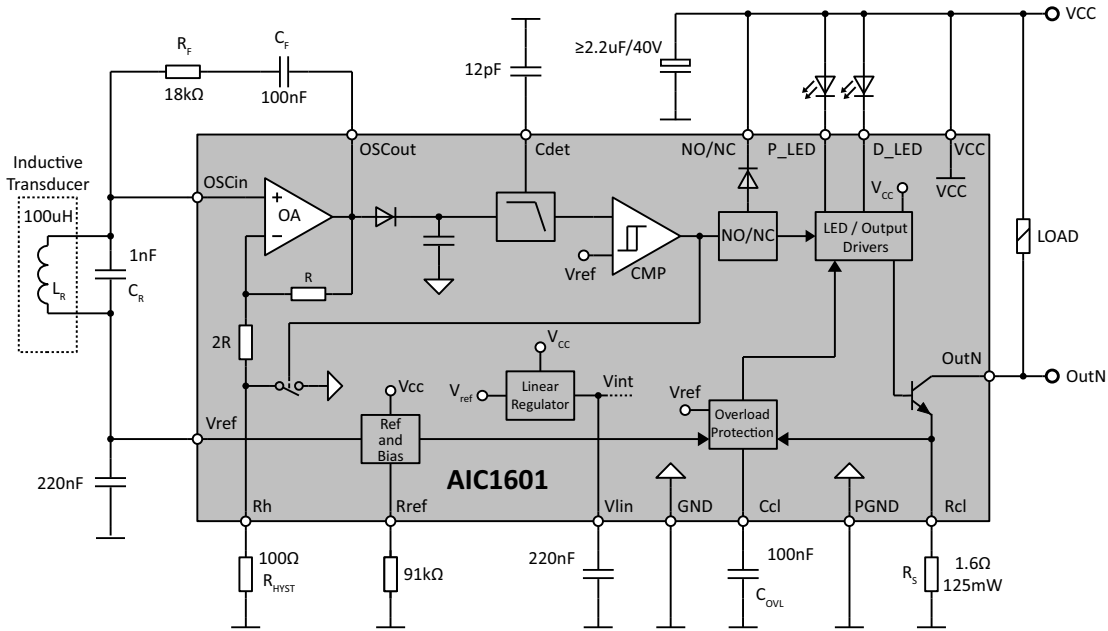 VCC
R_F
C_F
≥2.2uF/40V
12pF
18kΩ
100nF
OSCout
Cdet
NO/NC
P_LED
D_LED
VCC
Inductive
Transducer
OSCin
V_CC
VCC
100uH
+
OA
−
NO/NC
LED / Output
Drivers
LOAD
1nF
Vref
CMP
L_R
C_R
R
2R
V_CC
OutN
OutN
Vcc
V_ref
Linear
Regulator
Vint
Vref
Overload
Protection
Vref
Ref
and
Bias
220nF
AIC1601
Rh
Rref
Vlin
GND
Ccl
PGND
Rcl
100Ω
R_HYST
91kΩ
220nF
100nF
C_OVL
R_S
1.6Ω
125mW